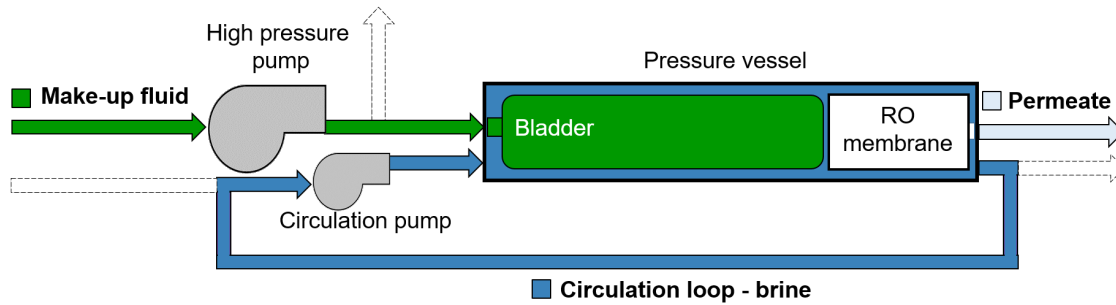 High pressure
pump
Pressure vessel
Make-up fluid
Permeate
Bladder
RO
membrane
Circulation pump
Circulation loop - brine